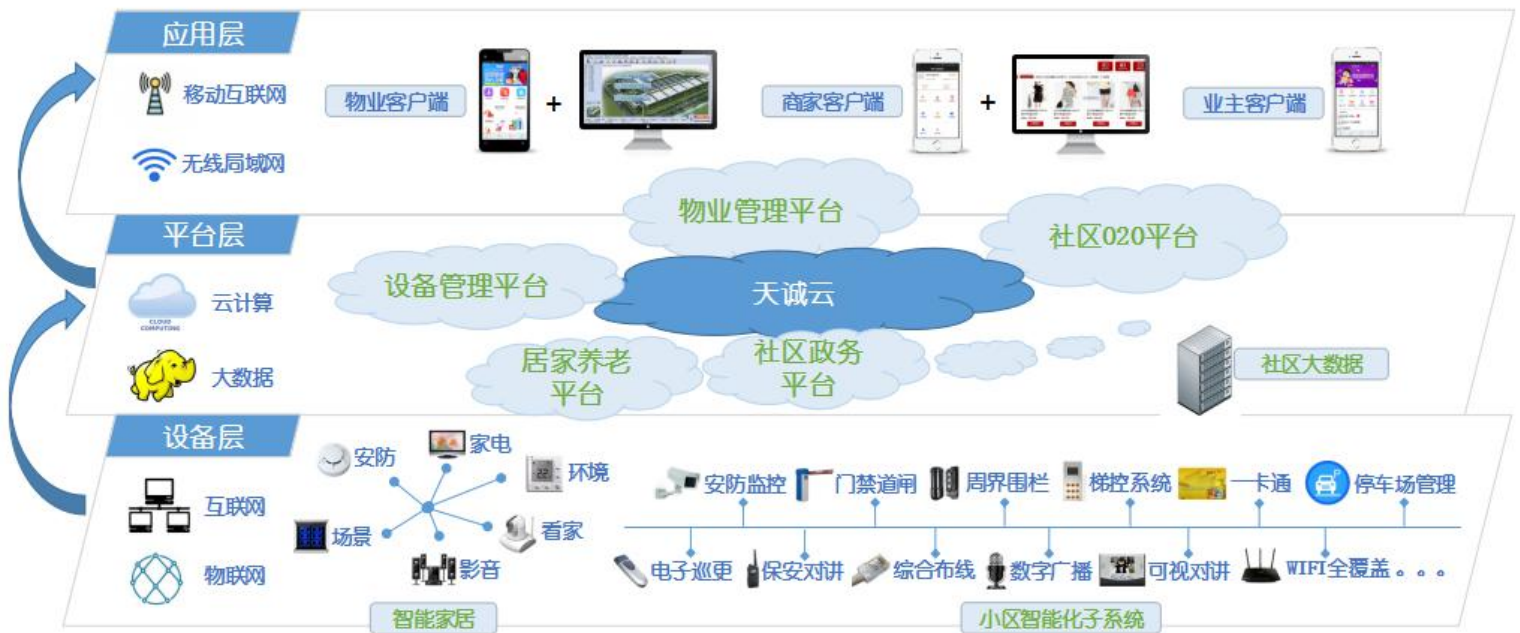 应用层
移动互联网
无线局域网
物业客户端
+
商家客户端
+
业主客户端
物业管理平台
社区O2O平台
平台层
设备管理平台
天诚云
云计算
CLOUD COMPUTING
大数据
居家养老
平台
社区政务
平台
社区大数据
设备层
互联网
物联网
安防
家电
环境
场景
影音
看家
智能家居
安防监控
门禁道闸
周界围栏
梯控系统
一卡通
停车场管理
电子巡更
保安对讲
综合布线
数字广播
可视对讲
WIFI全覆盖。。。
小区智能化子系统